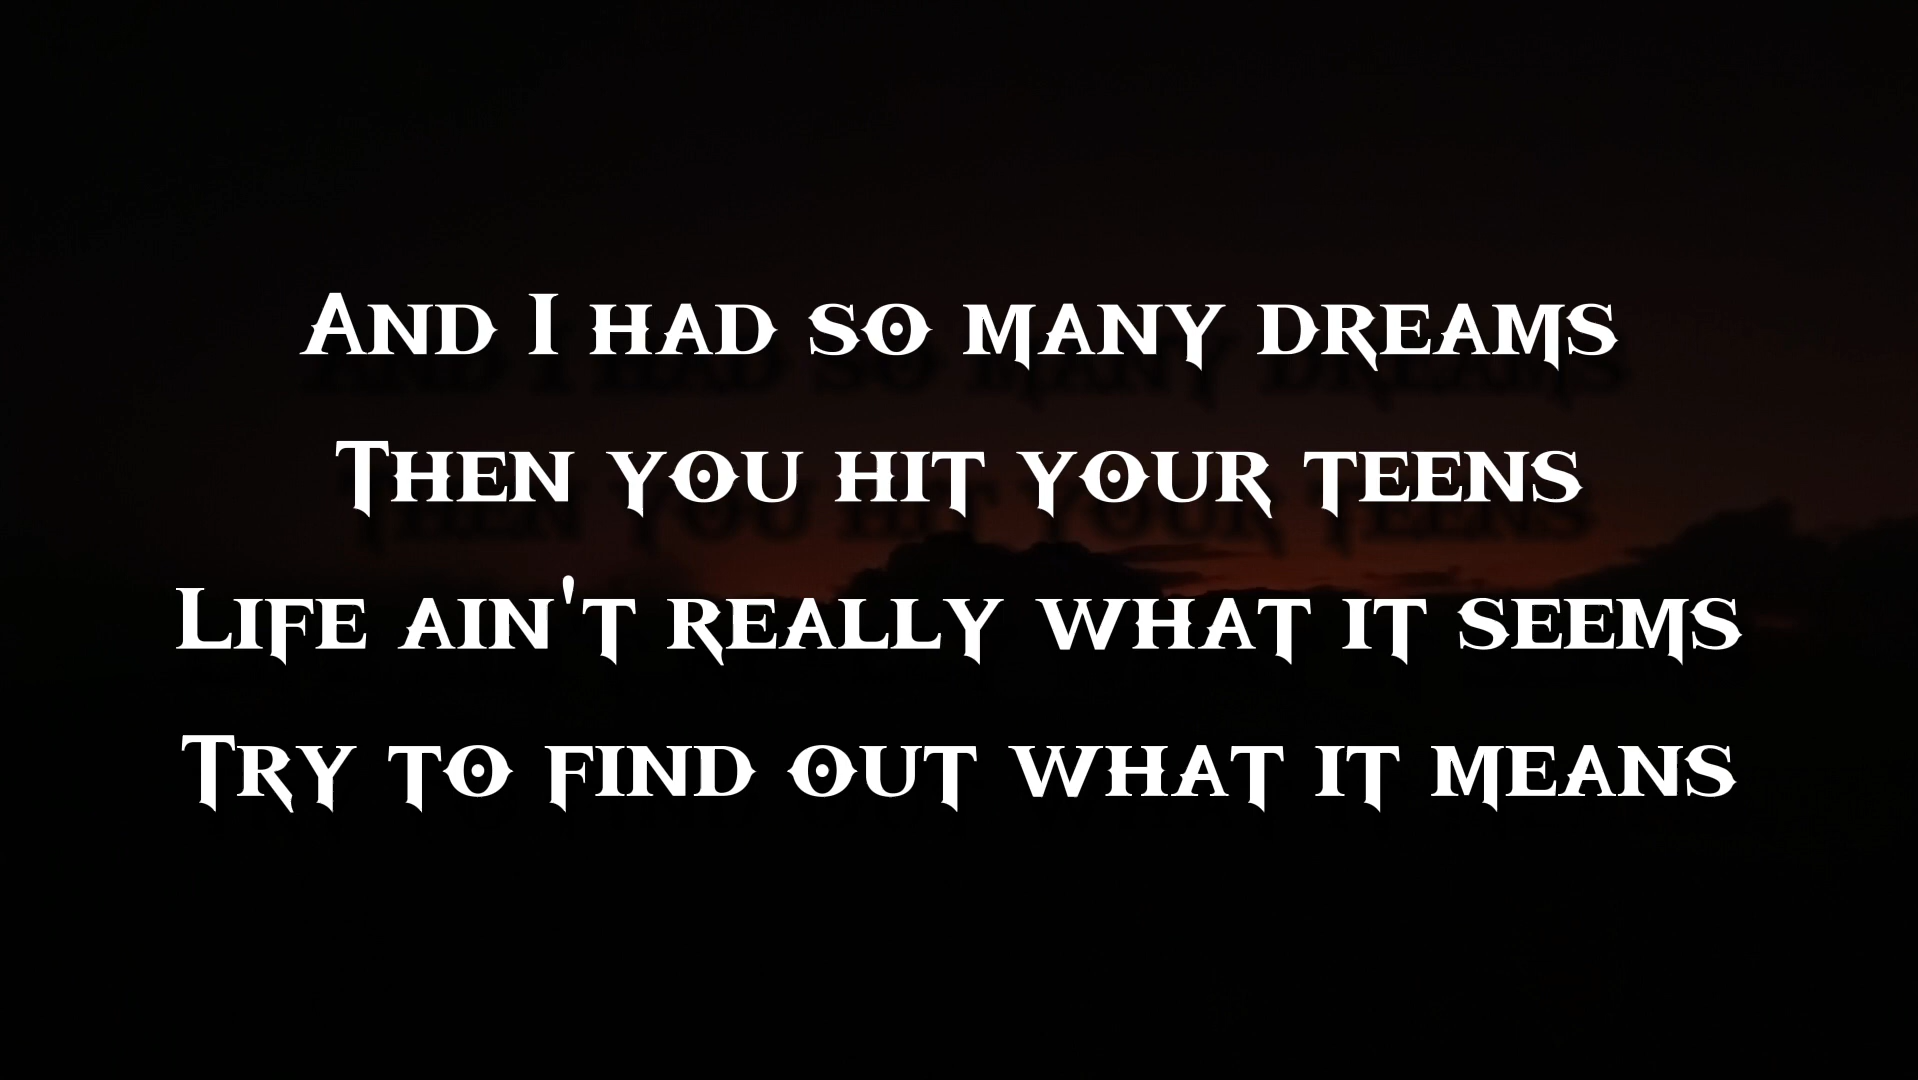 And I had so many dreams
Then you hit your teens
Life ain't really what it seems
Try to find out what it means